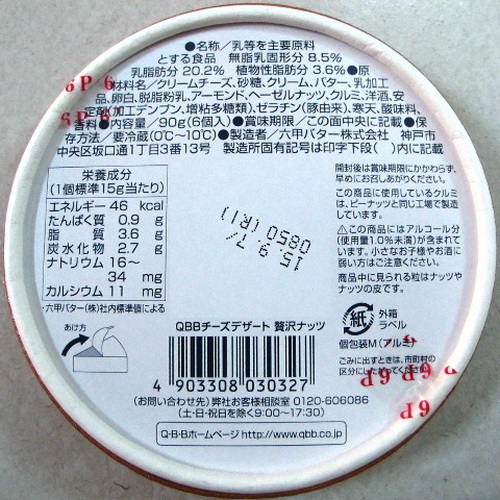 ●名称／乳等を主要原料
とする食品 無脂乳固形分 8.5%
乳脂肪分 20.2% 植物性脂肪分 3.6% ●原
材料名／クリームチーズ、砂糖、クリーム、バター、乳加工
品、卵白、脱脂粉乳、アーモンド、ヘーゼルナッツ、クルミ、洋酒、安
定剤(加工デンプン、増粘多糖類)、ゼラチン(豚由来)、寒天、酸味料、
香料 ●内容量／90g(6個入) ●賞味期限／この面中央に記載 ●保
存方法／要冷蔵(0℃〜10℃) ●製造者／六甲バター株式会社 神戸市
中央区坂口通1丁目3番13号 製造所固有記号は印字下段( )内に記載
栄養成分
(1個標準15g当たり)
エネルギー 46 kcal
たんぱく質 0.9 g
脂質 3.6 g
炭水化物 2.7 g
ナトリウム 16〜
34 mg
カルシウム 11 mg
・六甲バター(株)社内標準値による
開封後は賞味期限にかかわらず、
早めにお召しあがりください。
この商品に使用しているクルミ
は、ピーナッツと同じ工場で製造
しています。
⚠この商品にはアルコール分
(使用量1.0%未満)が含まれて
います。小さなお子様やお酒に
弱い方はご注意ください。
商品中に見られる粒はナッツや
ナッツの皮です。
15.9.7
0850 (R1)
あけ方
紙 外箱
ラベル
個包装M(アルミ)
ごみに出すときは、市町村の
区分にしたがってください。
QBBチーズデザート 贅沢ナッツ
4 903308 030327
(お問い合わせ先)弊社お客様相談室 0120-606086
(土・日・祝日を除く9:00〜17:30)
Q・B・Bホームページ http://www.qbb.co.jp
6P 6P
6P 6P
6P 6P